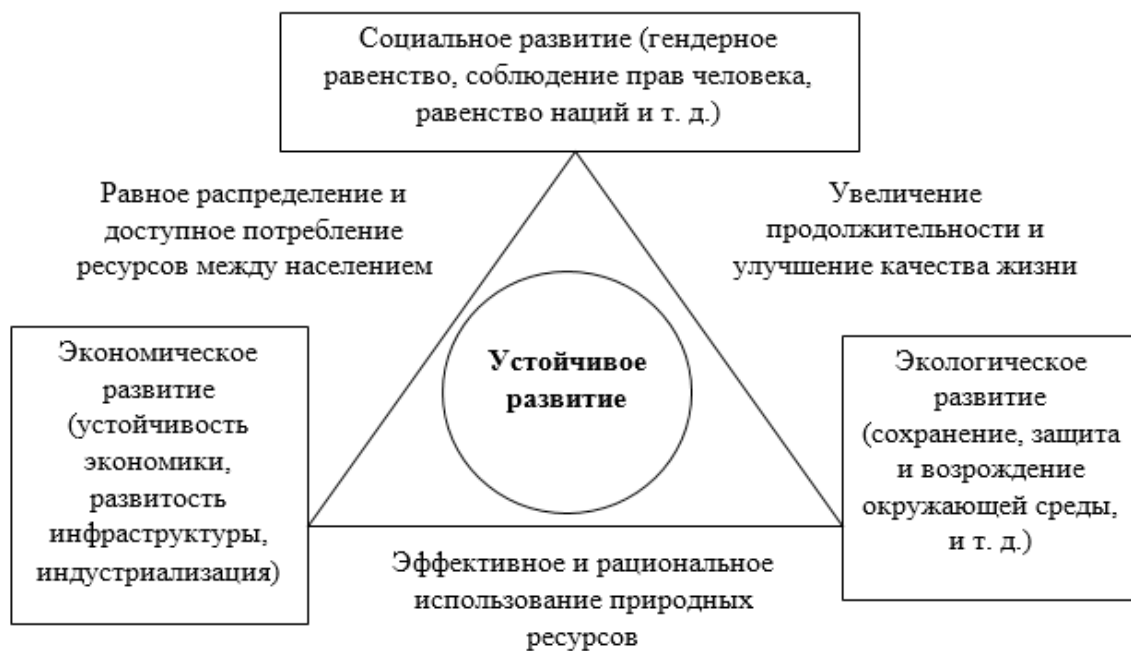 Социальное развитие (гендерное
равенство, соблюдение прав человека,
равенство наций и т. д.)
Равное распределение и
доступное потребление
ресурсов между населением
Увеличение
продолжительности и
улучшение качества жизни
Экономическое
развитие
(устойчивость
экономики,
развитость
инфраструктуры,
индустриализация)
Устойчивое
развитие
Экологическое
развитие
(сохранение, защита
и возрождение
окружающей среды,
и т. д.)
Эффективное и рациональное
использование природных
ресурсов